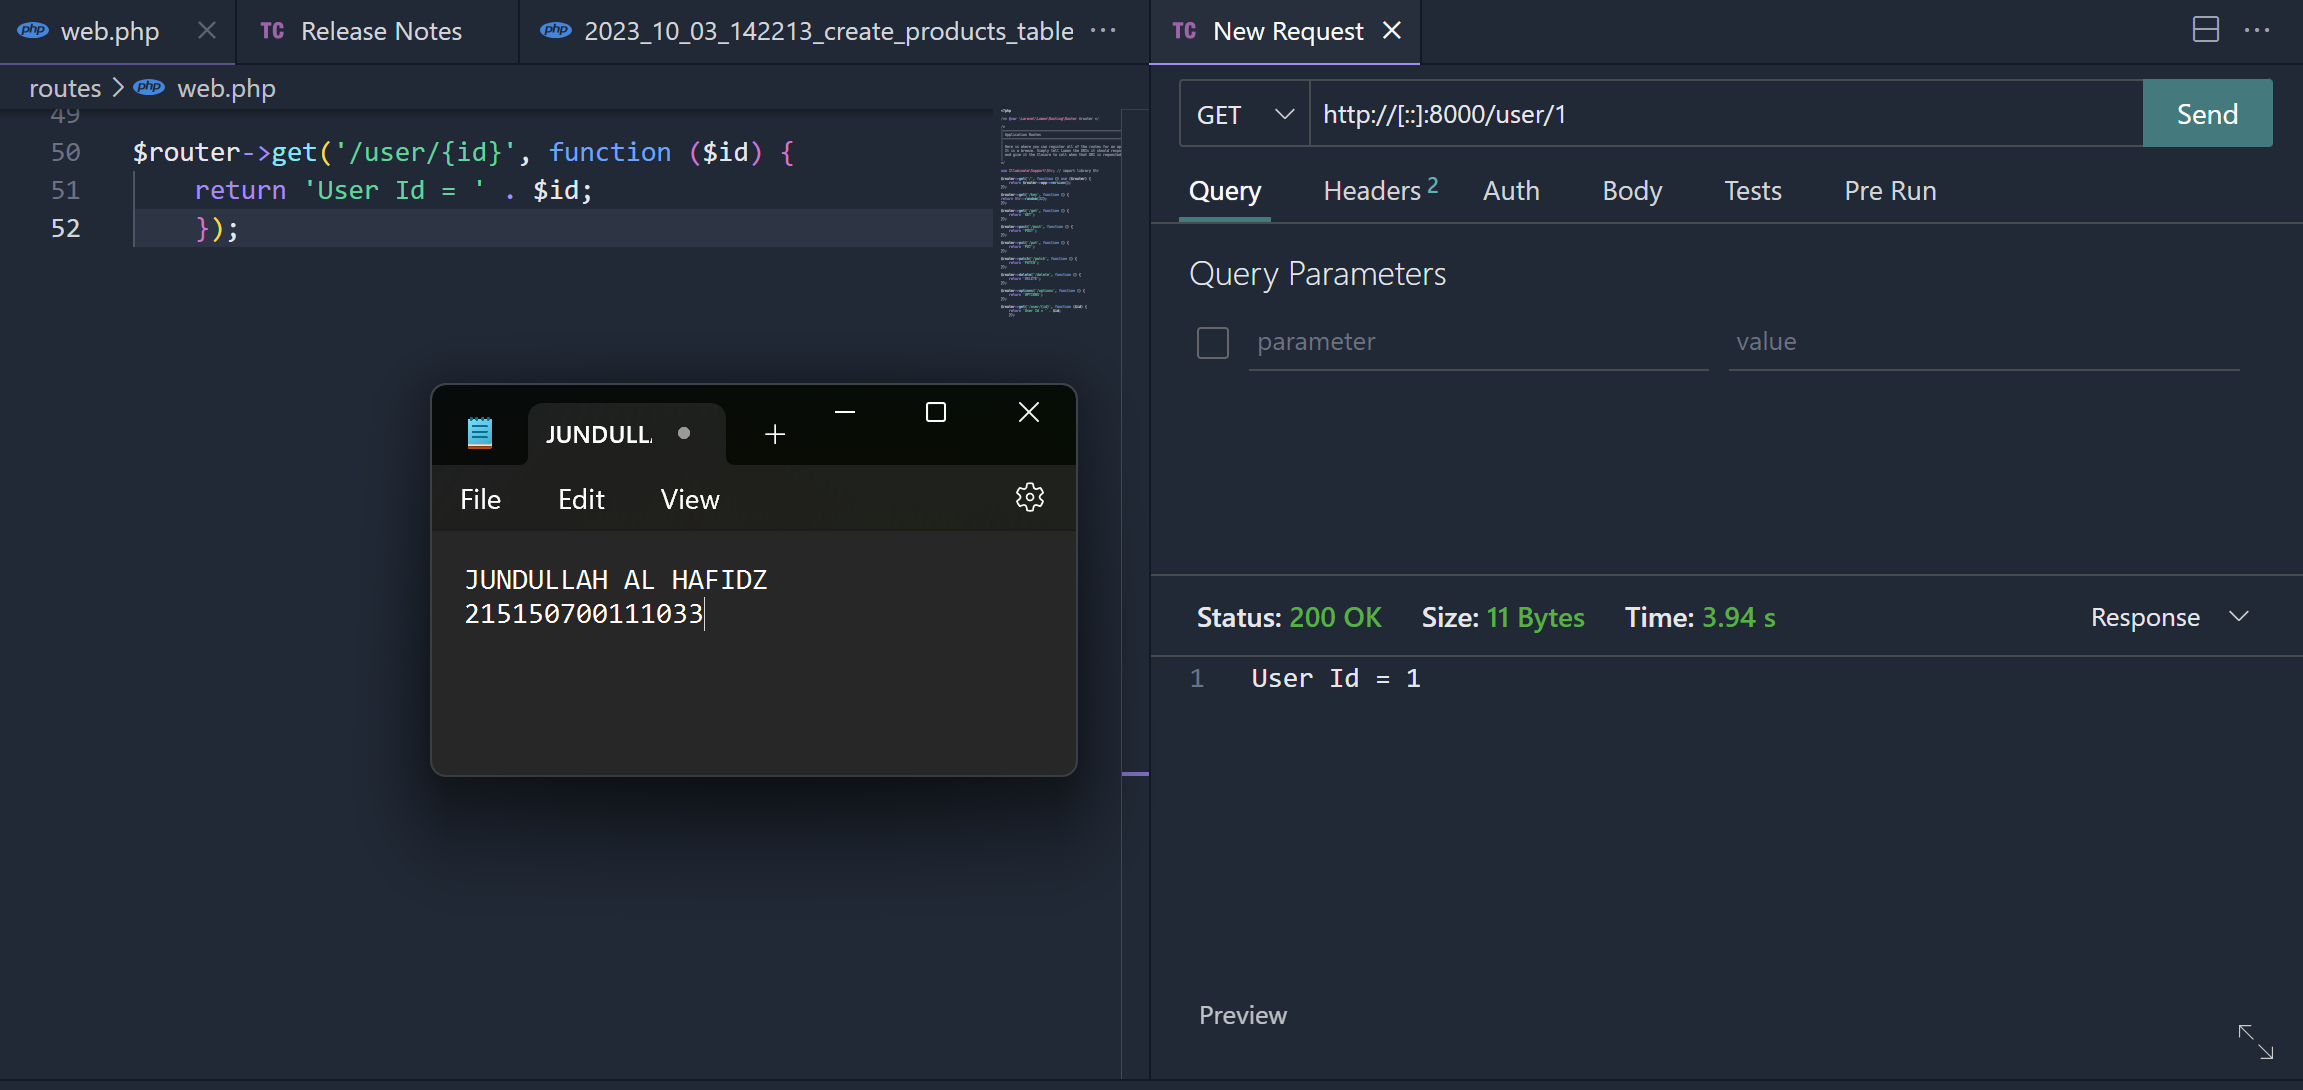 web.php
TC Release Notes
2023_10_03_142213_create_products_table ...
routes > web.php
49
50 $router->get('/user/{id}', function ($id) {
51 return 'User Id = ' . $id;
52 });
JUNDULL
File Edit View
JUNDULLAH AL HAFIDZ
215150700111033
TC New Request
GET http://[::]:8000/user/1 Send
Query Headers 2 Auth Body Tests Pre Run
Query Parameters
parameter value
Status: 200 OK Size: 11 Bytes Time: 3.94 s Response
1 User Id = 1
Preview